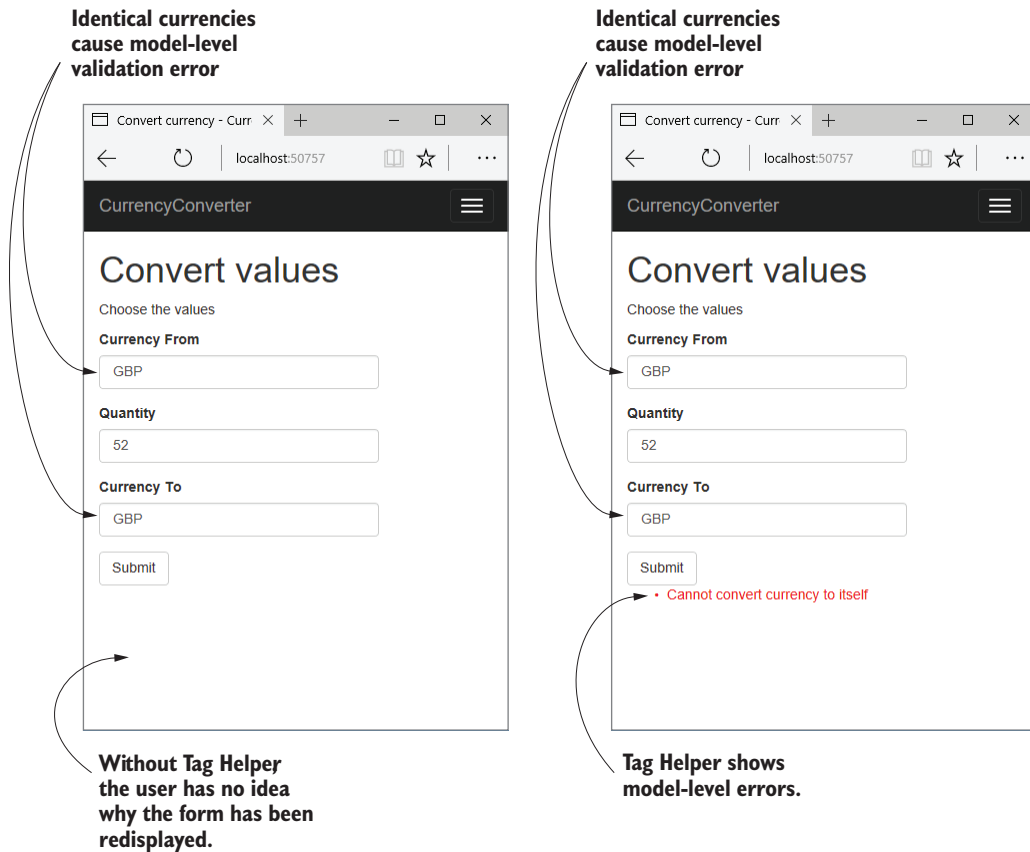 Identical currencies
cause model-level
validation error
Convert currency - Curr
localhost:50757
CurrencyConverter
Convert values
Choose the values
Currency From
GBP
Quantity
52
Currency To
GBP
Submit
Without Tag Helper,
the user has no idea
why the form has been
redisplayed.
Identical currencies
cause model-level
validation error
Convert currency - Curr
localhost:50757
CurrencyConverter
Convert values
Choose the values
Currency From
GBP
Quantity
52
Currency To
GBP
Submit
• Cannot convert currency to itself
Tag Helper shows
model-level errors.